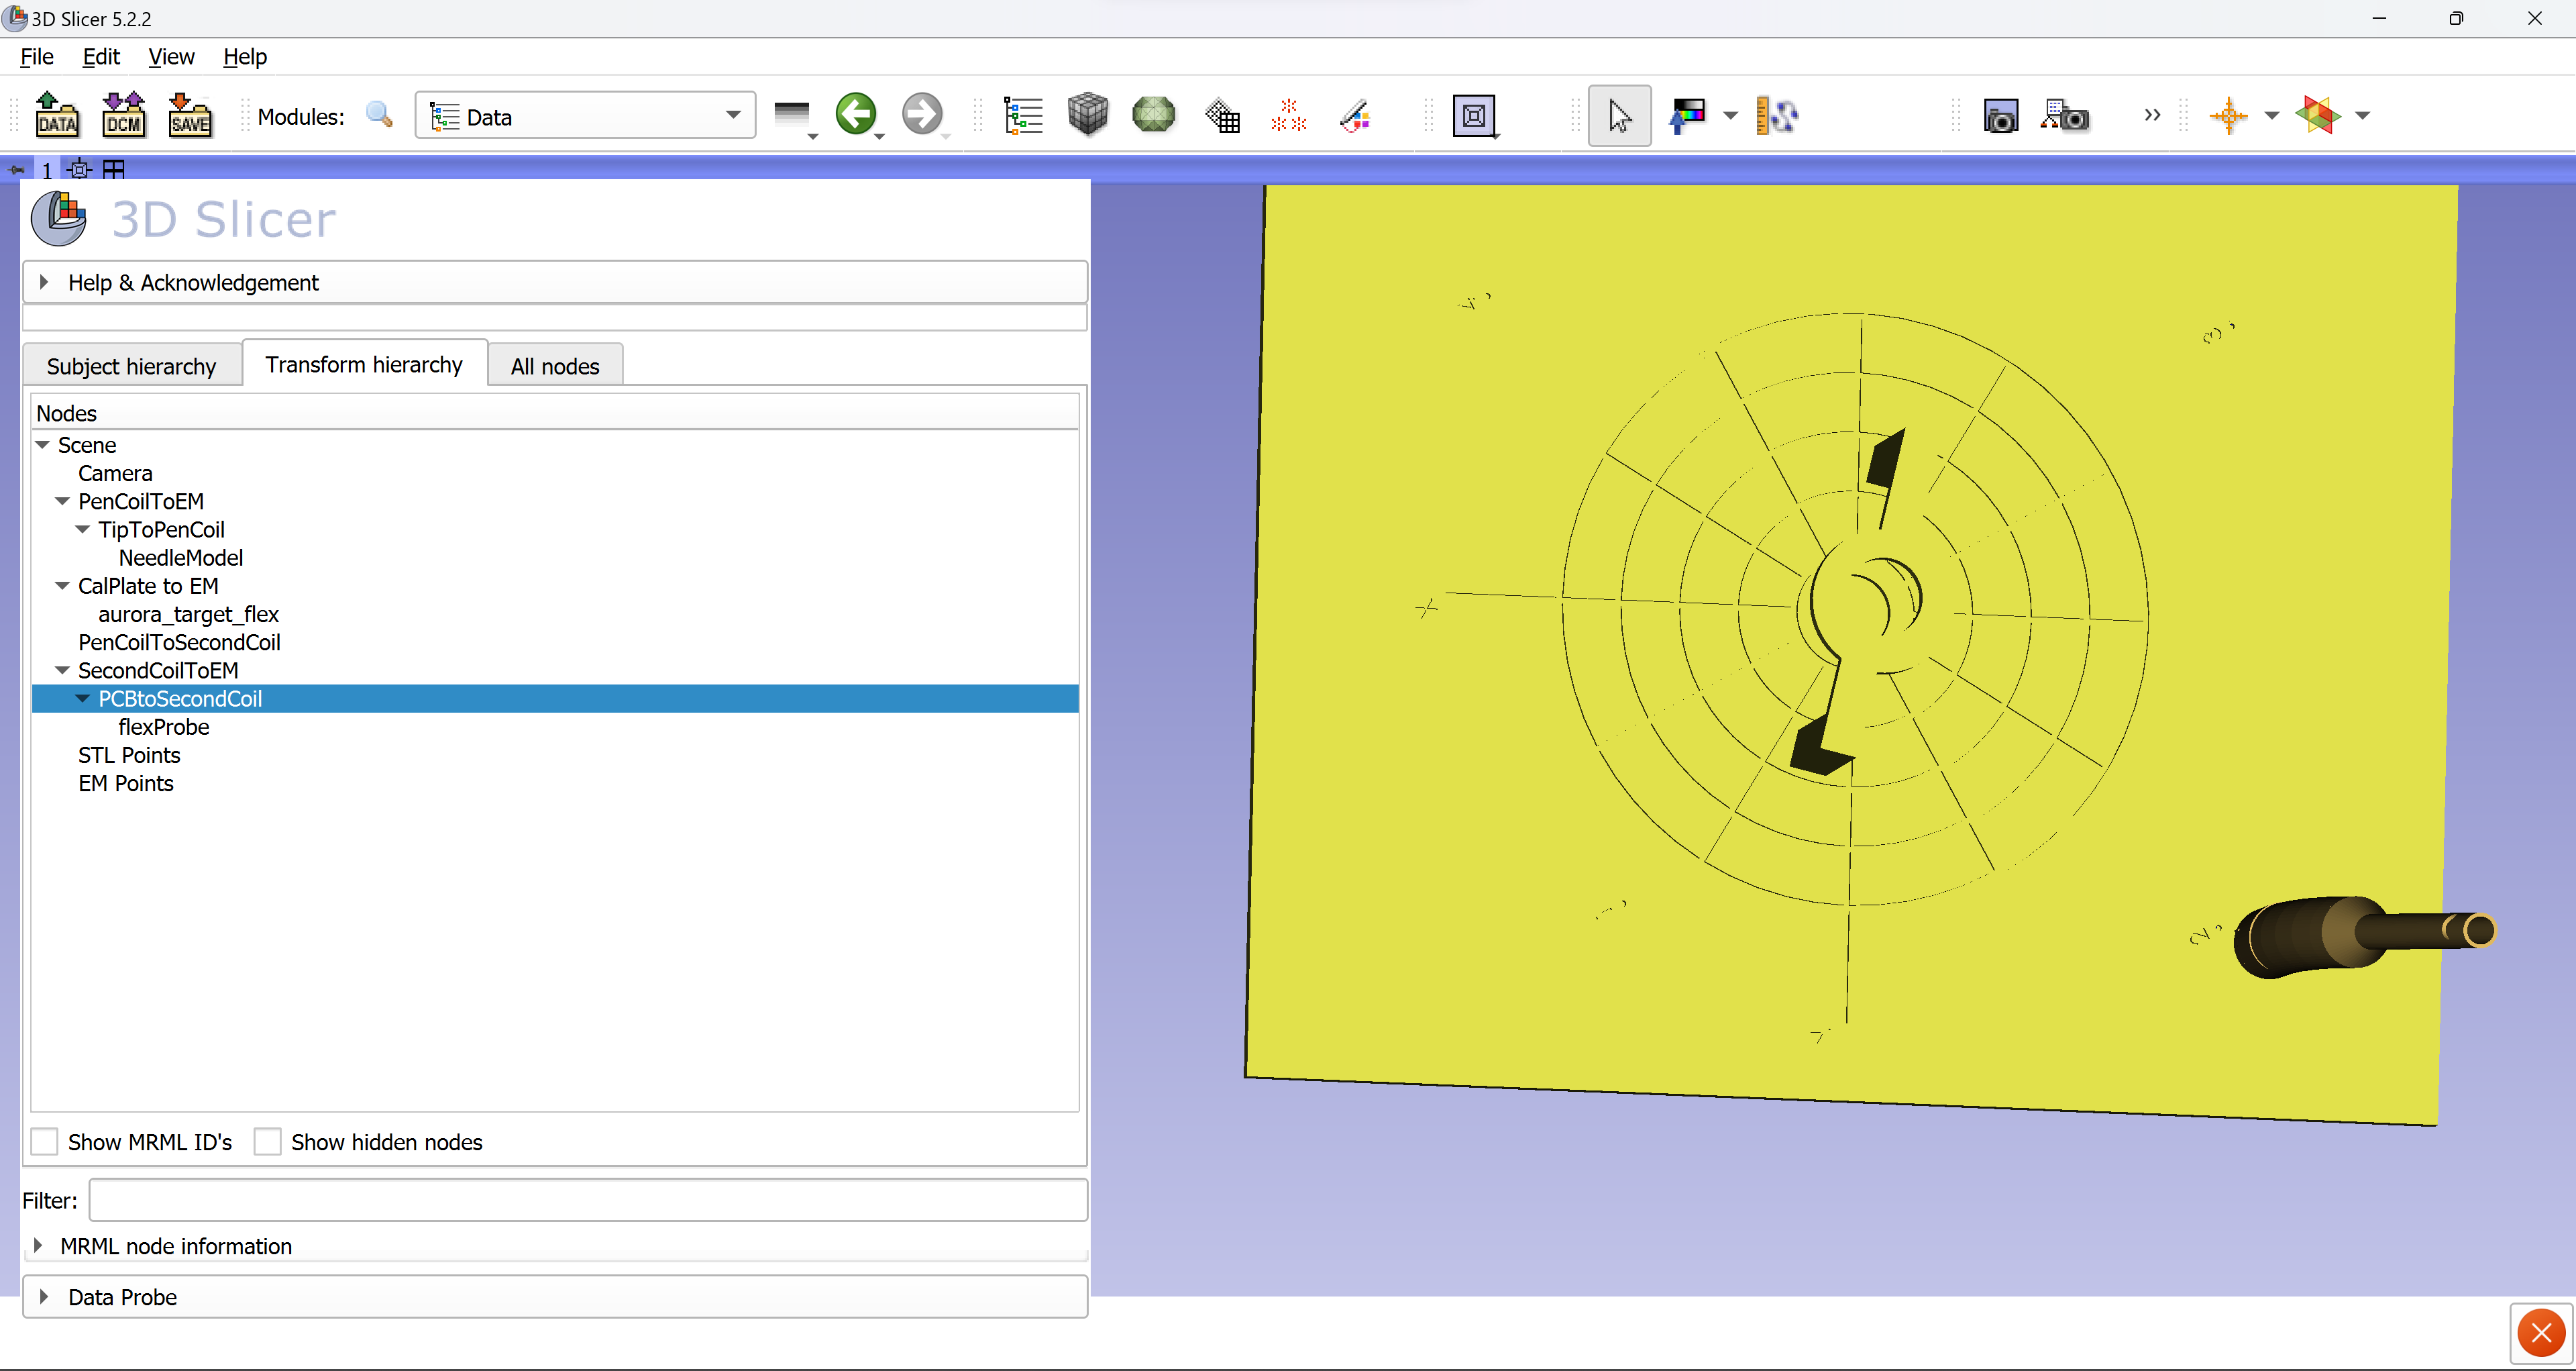 3D Slicer 5.2.2
File Edit View Help
DATA DCM SAVE Modules: Data
1
3D Slicer
Help & Acknowledgement
Subject hierarchy Transform hierarchy All nodes
Nodes
Scene
Camera
PenCoilToEM
TipToPenCoil
NeedleModel
CalPlate to EM
aurora_target_flex
PenCoilToSecondCoil
SecondCoilToEM
PCBtoSecondCoil
flexProbe
STL Points
EM Points
Show MRML ID's Show hidden nodes
Filter:
MRML node information
Data Probe